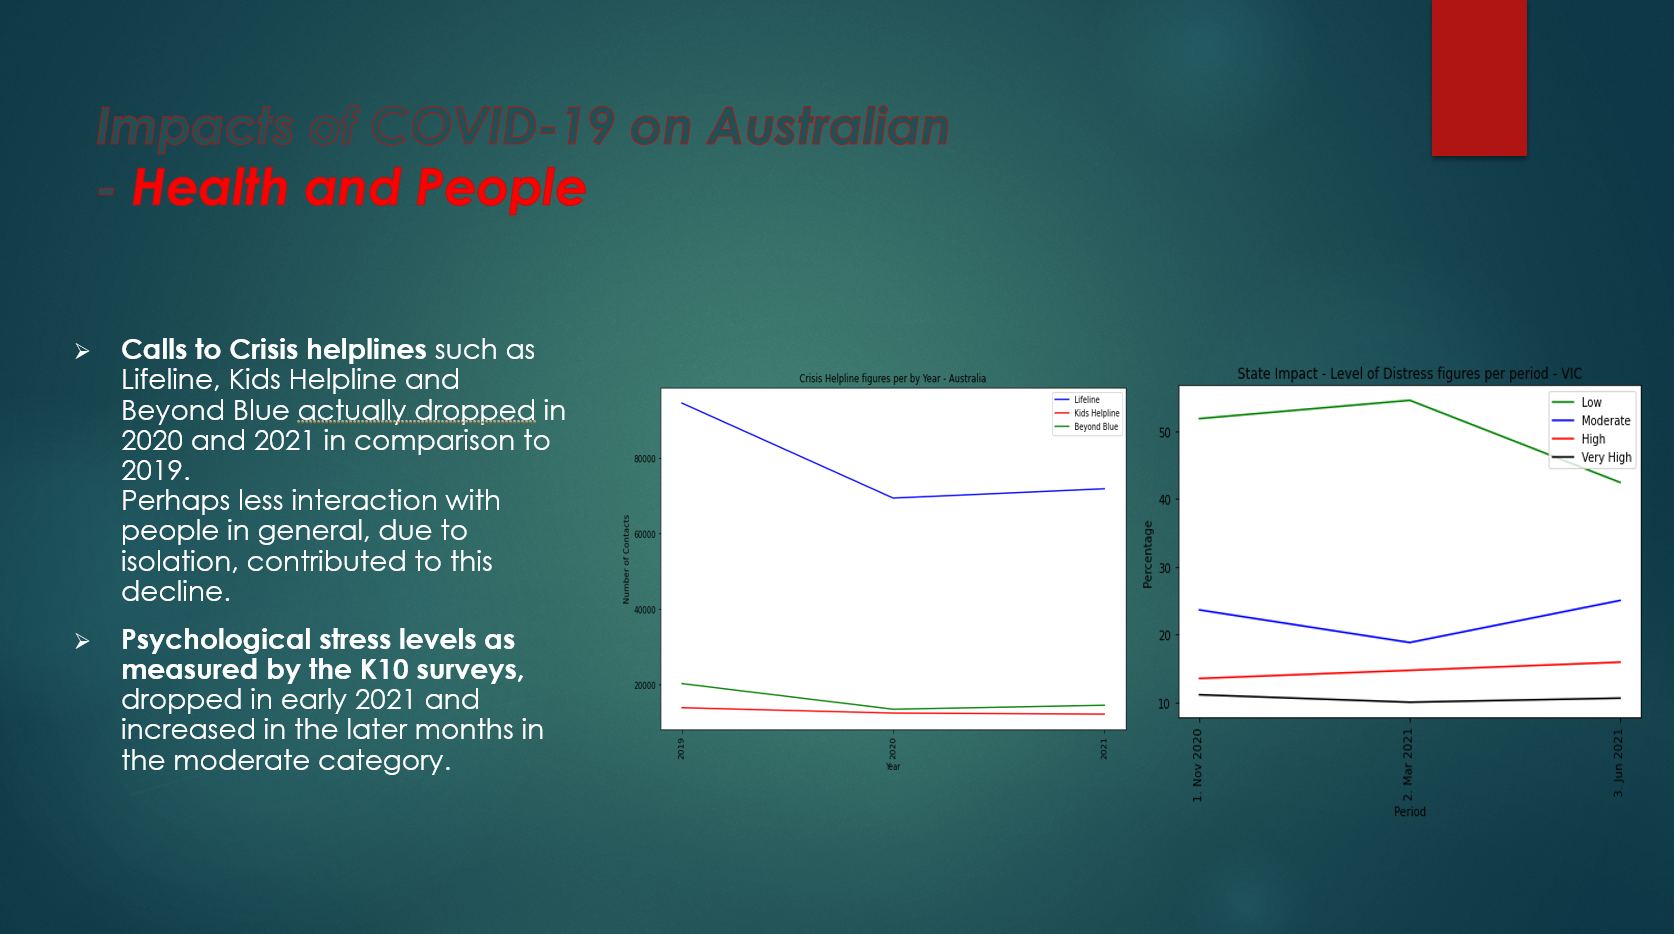 Impacts of COVID-19 on Australian
- Health and People
Calls to Crisis helplines such as
Lifeline, Kids Helpline and
Beyond Blue actually dropped in
2020 and 2021 in comparison to
2019.
Perhaps less interaction with
people in general, due to
isolation, contributed to this
decline.
Psychological stress levels as
measured by the K10 surveys,
dropped in early 2021 and
increased in the later months in
the moderate category.
Crisis Helpline figures per by Year - Australia
Lifeline
Kids Helpline
Beyond Blue
Number of Contacts
80000
60000
40000
20000
2019
2020
2021
Year
State Impact - Level of Distress figures per period - VIC
Low
Moderate
High
Very High
Percentage
50
40
30
20
10
1. Nov 2020
2. Mar 2021
3. Jun 2021
Period